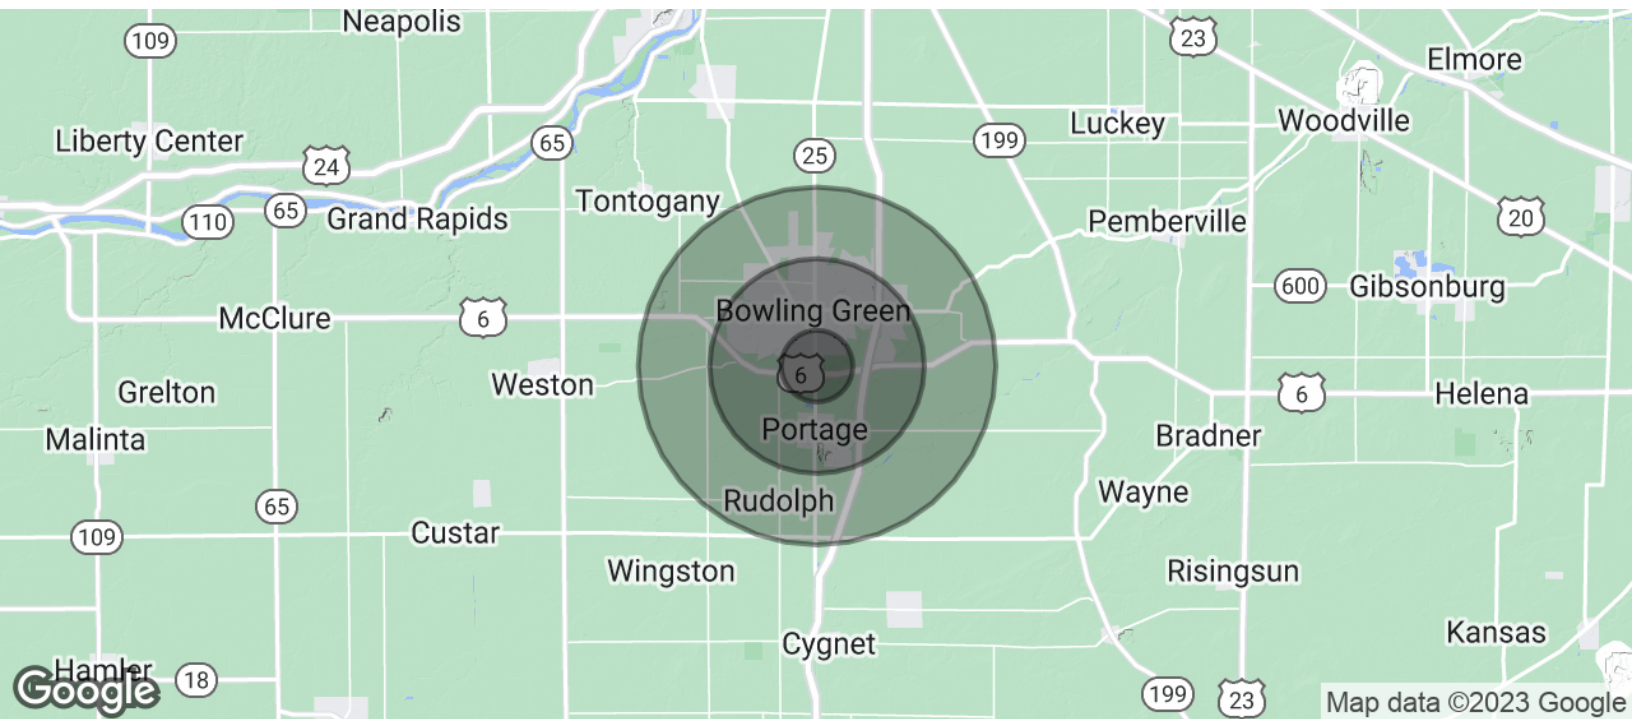 Neapolis
109
23
Elmore
Luckey
Woodville
Liberty Center
65
199
25
24
Tontogany
65
110
Grand Rapids
Pemberville
20
600
Gibsonburg
Bowling Green
McClure
6
6
Weston
Grelton
6
Helena
Malinta
Portage
Bradner
Rudolph
Wayne
65
109
Custar
Wingston
Risingsun
Kansas
Cygnet
Hamler
18
199
23
Google
Map data ©2023 Google